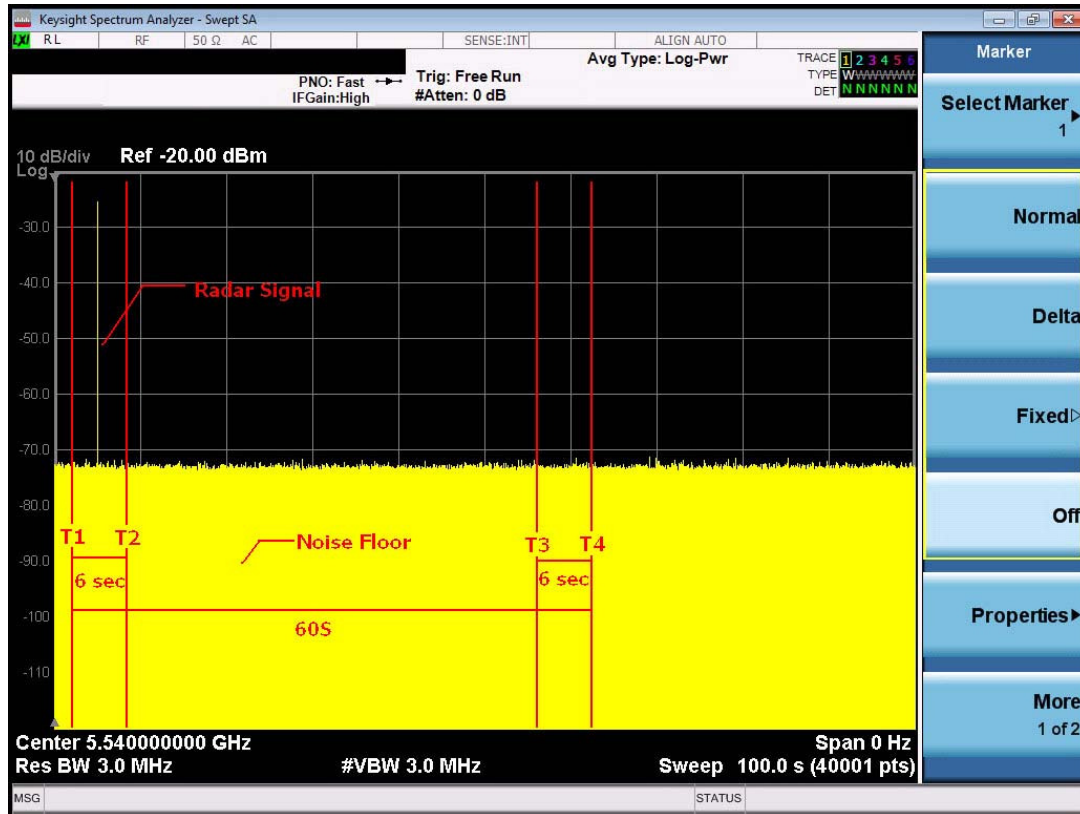 Keysight Spectrum Analyzer - Swept SA
LXI RL RF 50 Ω AC SENSE:INT ALIGN AUTO
PNO: Fast
IFGain:High
Trig: Free Run
#Atten: 0 dB
Avg Type: Log-Pwr
TRACE 1 2 3 4 5 6
TYPE WWWWWW
DET N N N N N N
10 dB/div Ref -20.00 dBm
Log
-30.0
-40.0
-50.0
-60.0
-70.0
-80.0
-90.0
-100
-110
Radar Signal
T1 T2
Noise Floor
T3 T4
6 sec
6 sec
60S
Center 5.540000000 GHz
Span 0 Hz
Res BW 3.0 MHz
#VBW 3.0 MHz
Sweep 100.0 s (40001 pts)
MSG
STATUS
Marker
Select Marker
1
Normal
Delta
Fixed
Off
Properties
More
1 of 2